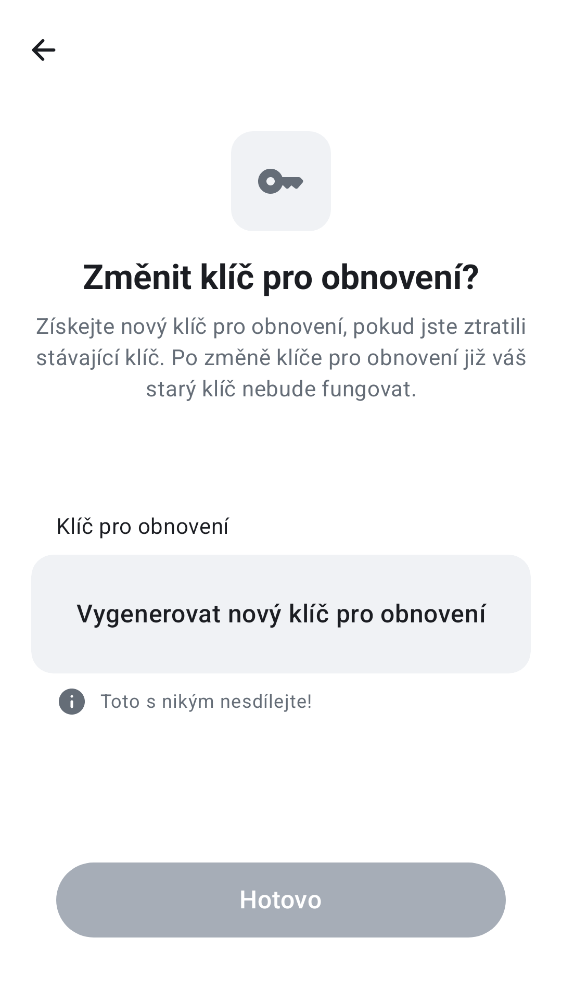 Změnit klíč pro obnovení?
Získejte nový klíč pro obnovení, pokud jste ztratili
stávající klíč. Po změně klíče pro obnovení již váš
starý klíč nebude fungovat.
Klíč pro obnovení
Vygenerovat nový klíč pro obnovení
Toto s nikým nesdílejte!
Hotovo